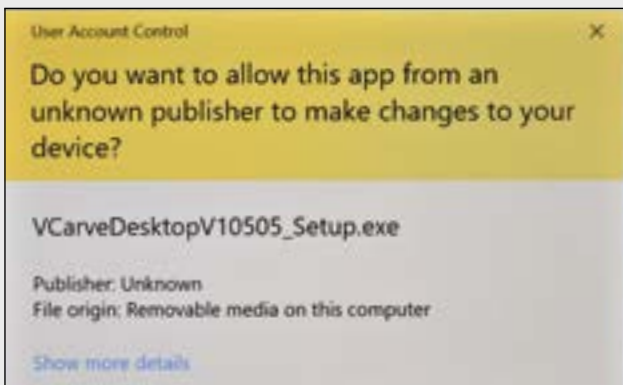 User Account Control
Do you want to allow this app from an
unknown publisher to make changes to your
device?
VCarveDesktopV10505_Setup.exe
Publisher: Unknown
File origin: Removable media on this computer
Show more details